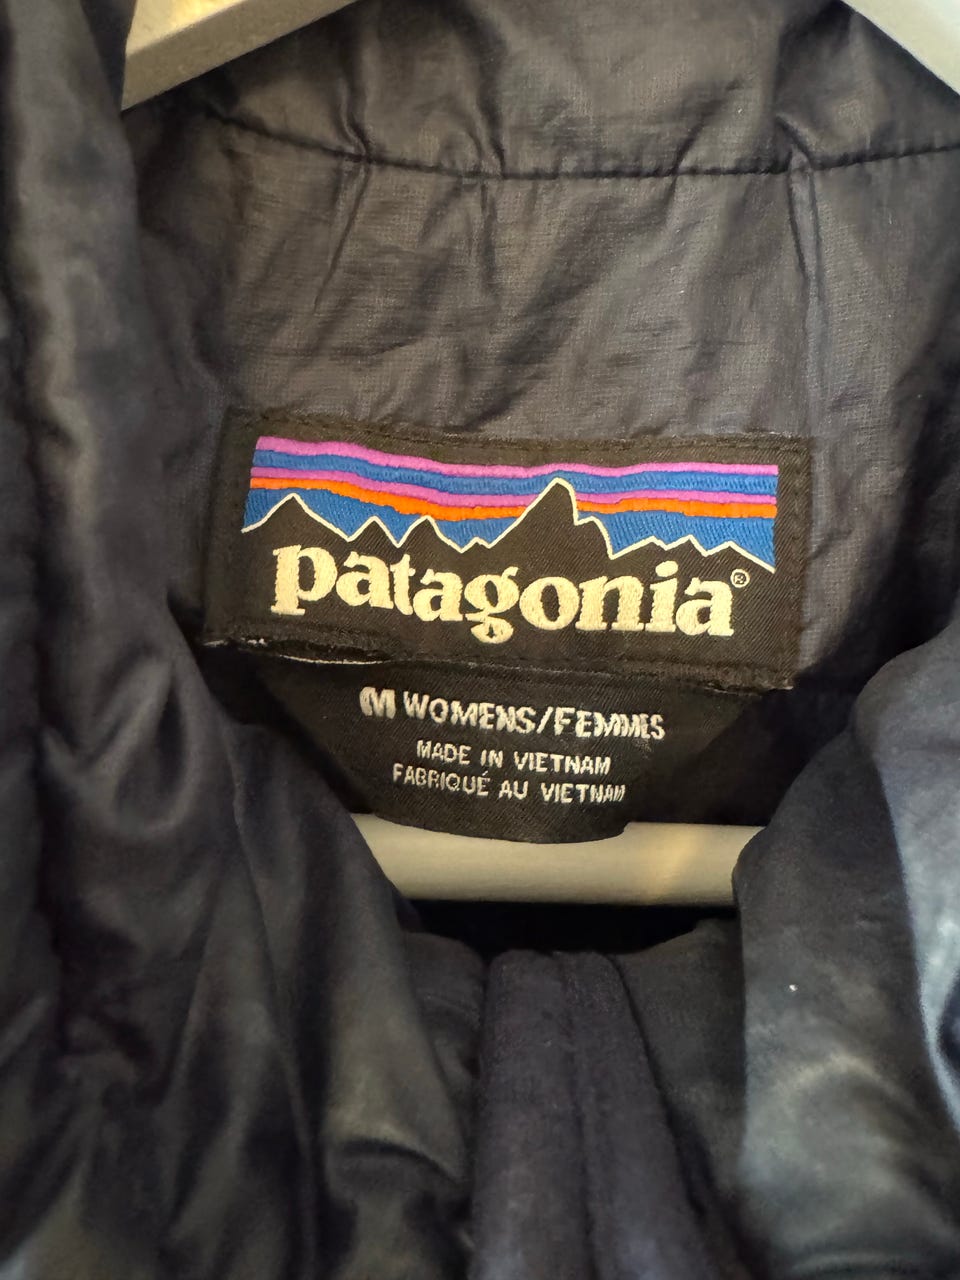 patagonia®
M WOMENS/FEMMES
MADE IN VIETNAM
FABRIQUÉ AU VIETNAM